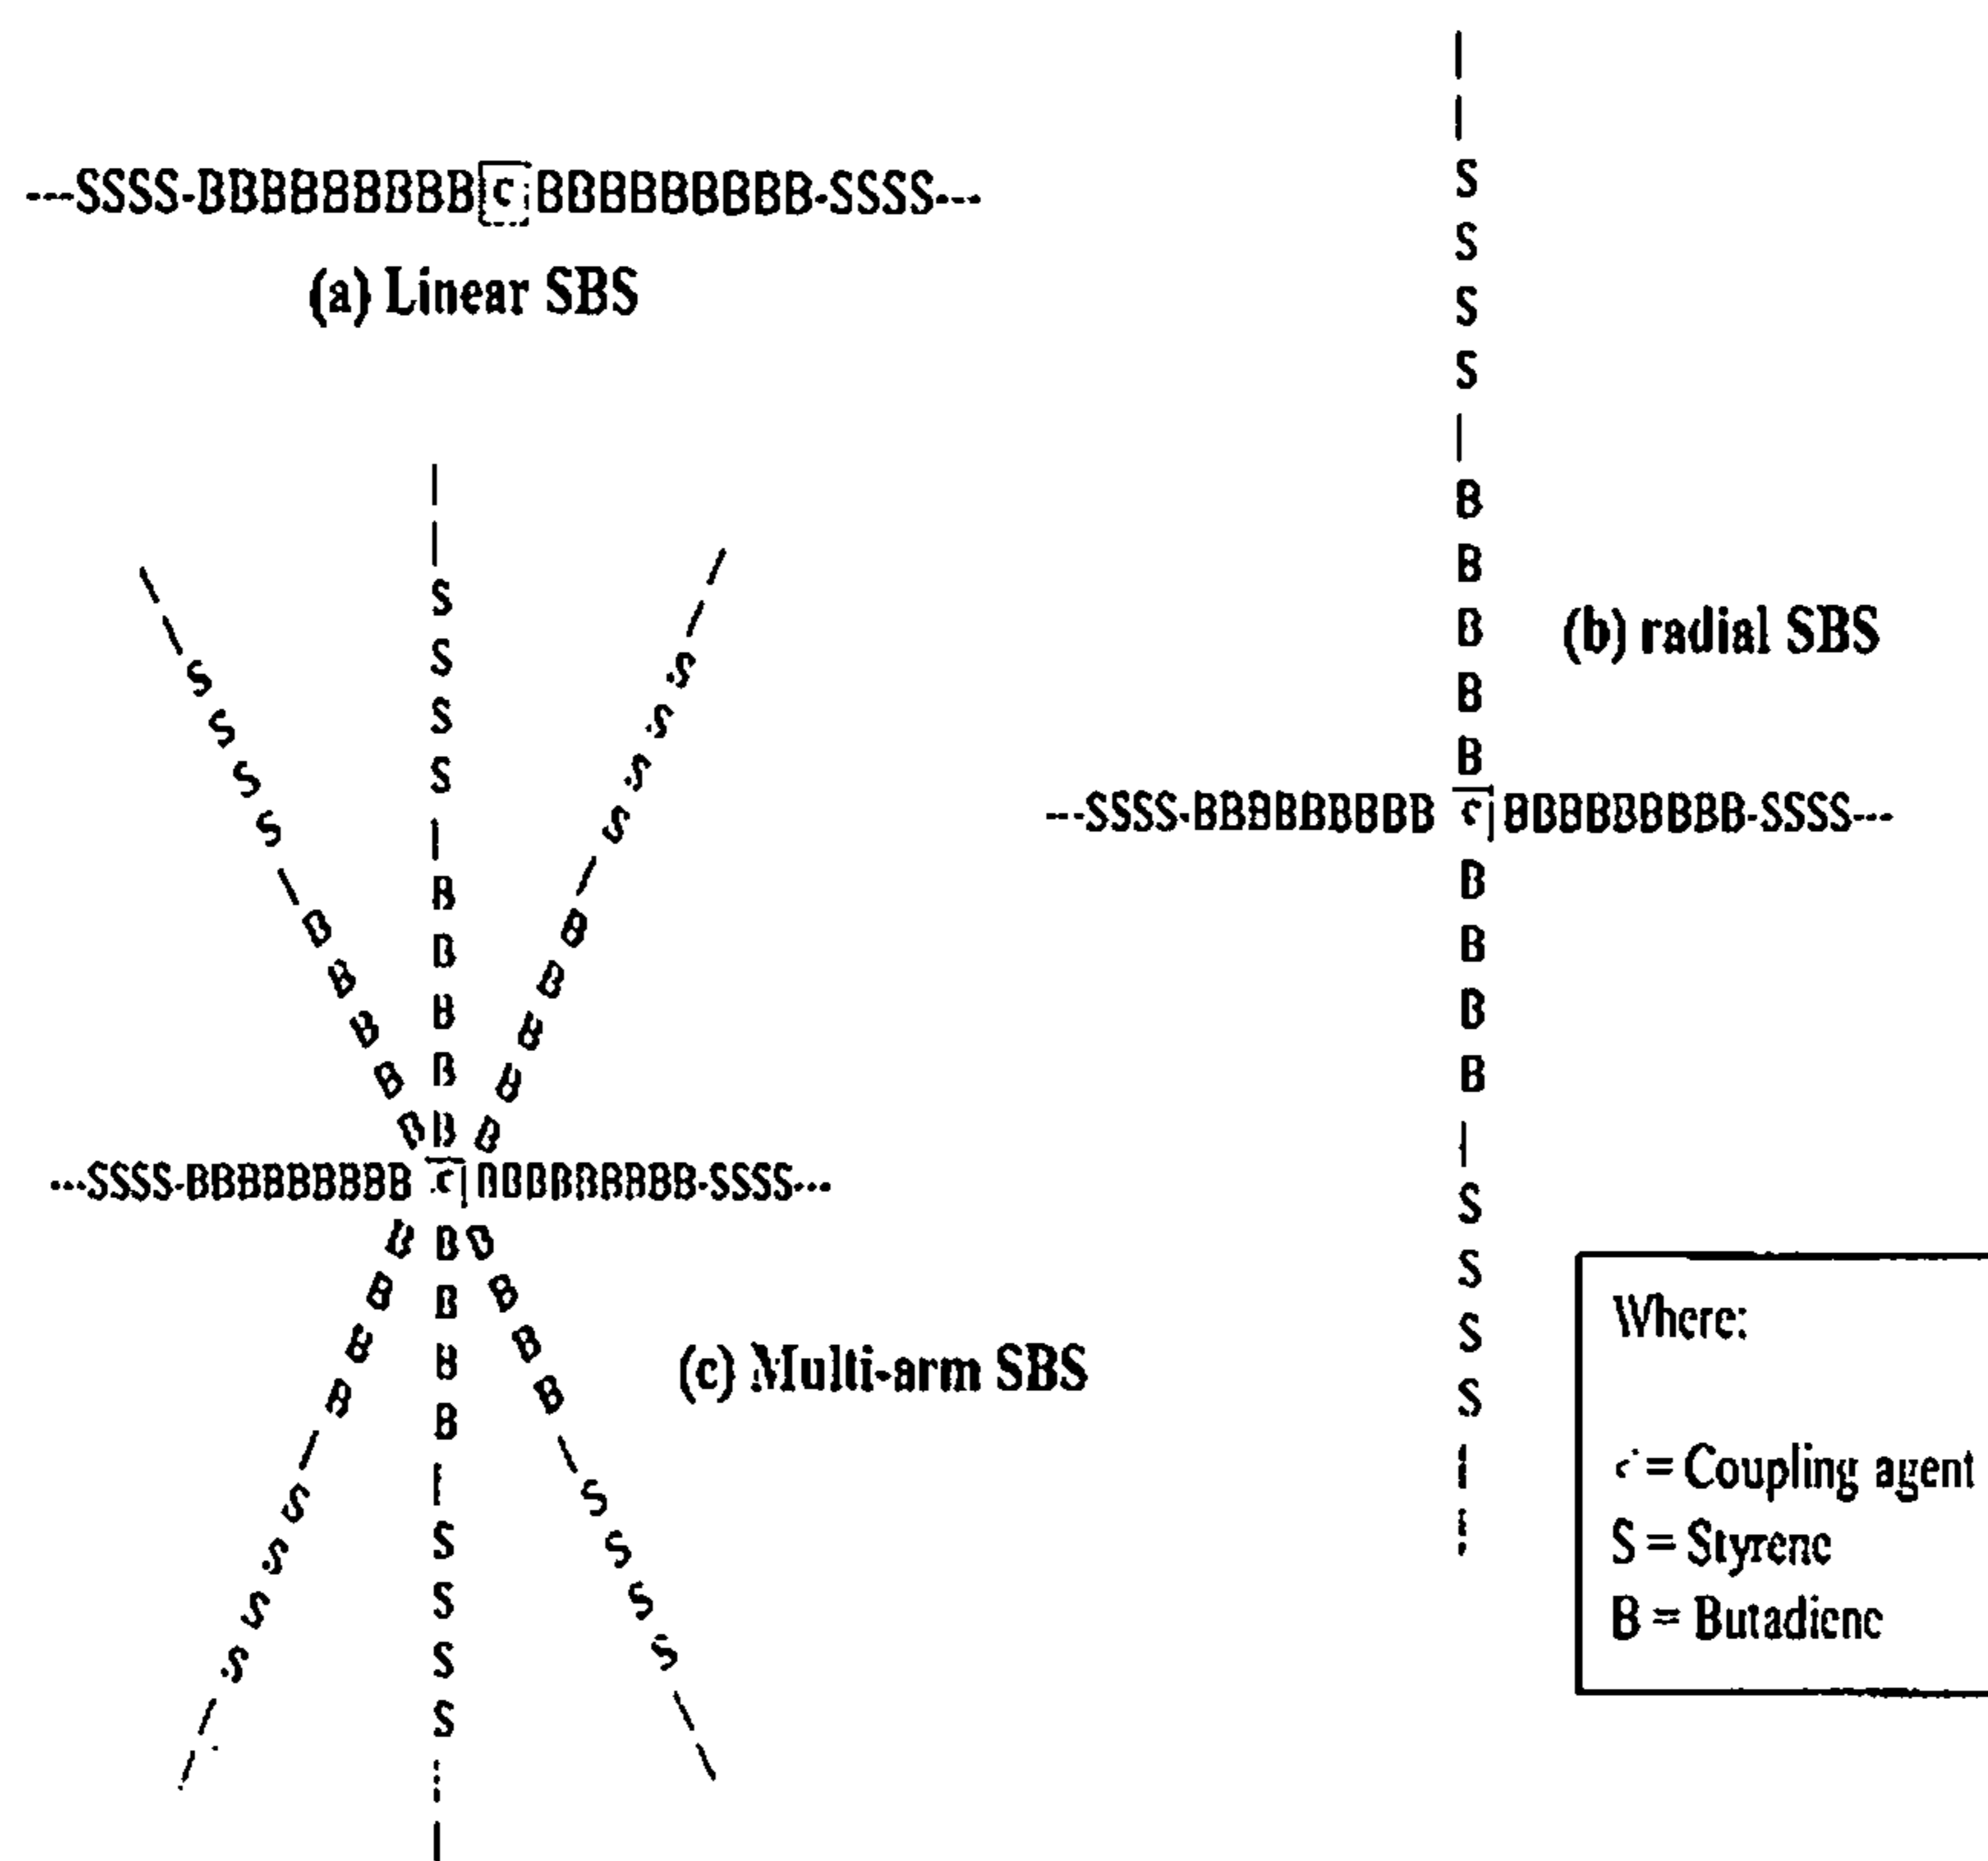 ---SSSS-BBBBBBBBB c BBBBBBBBB-SSSS---
(a) Linear SBS
S
S
S
S
B
B
B
B
B
(b) radial SBS
---SSSS-BBBBBBBBB c BBBBBBBBB-SSSS---
B
B
B
B
S
S
S
S
S
S
S
S
B
B
B
B
B
S
S
S
S
B
B
B
B
B
S
S
S
S
B
B
B
B
B
---SSSS-BBBBBBBBB c BBBBBBBBB-SSSS---
B
B
B
B
S
S
S
S
B
B
B
B
S
S
S
S
B
B
B
B
S
S
S
S
(c) Multi-arm SBS
Where:
c = Coupling agent
S = Styrene
B = Butadiene